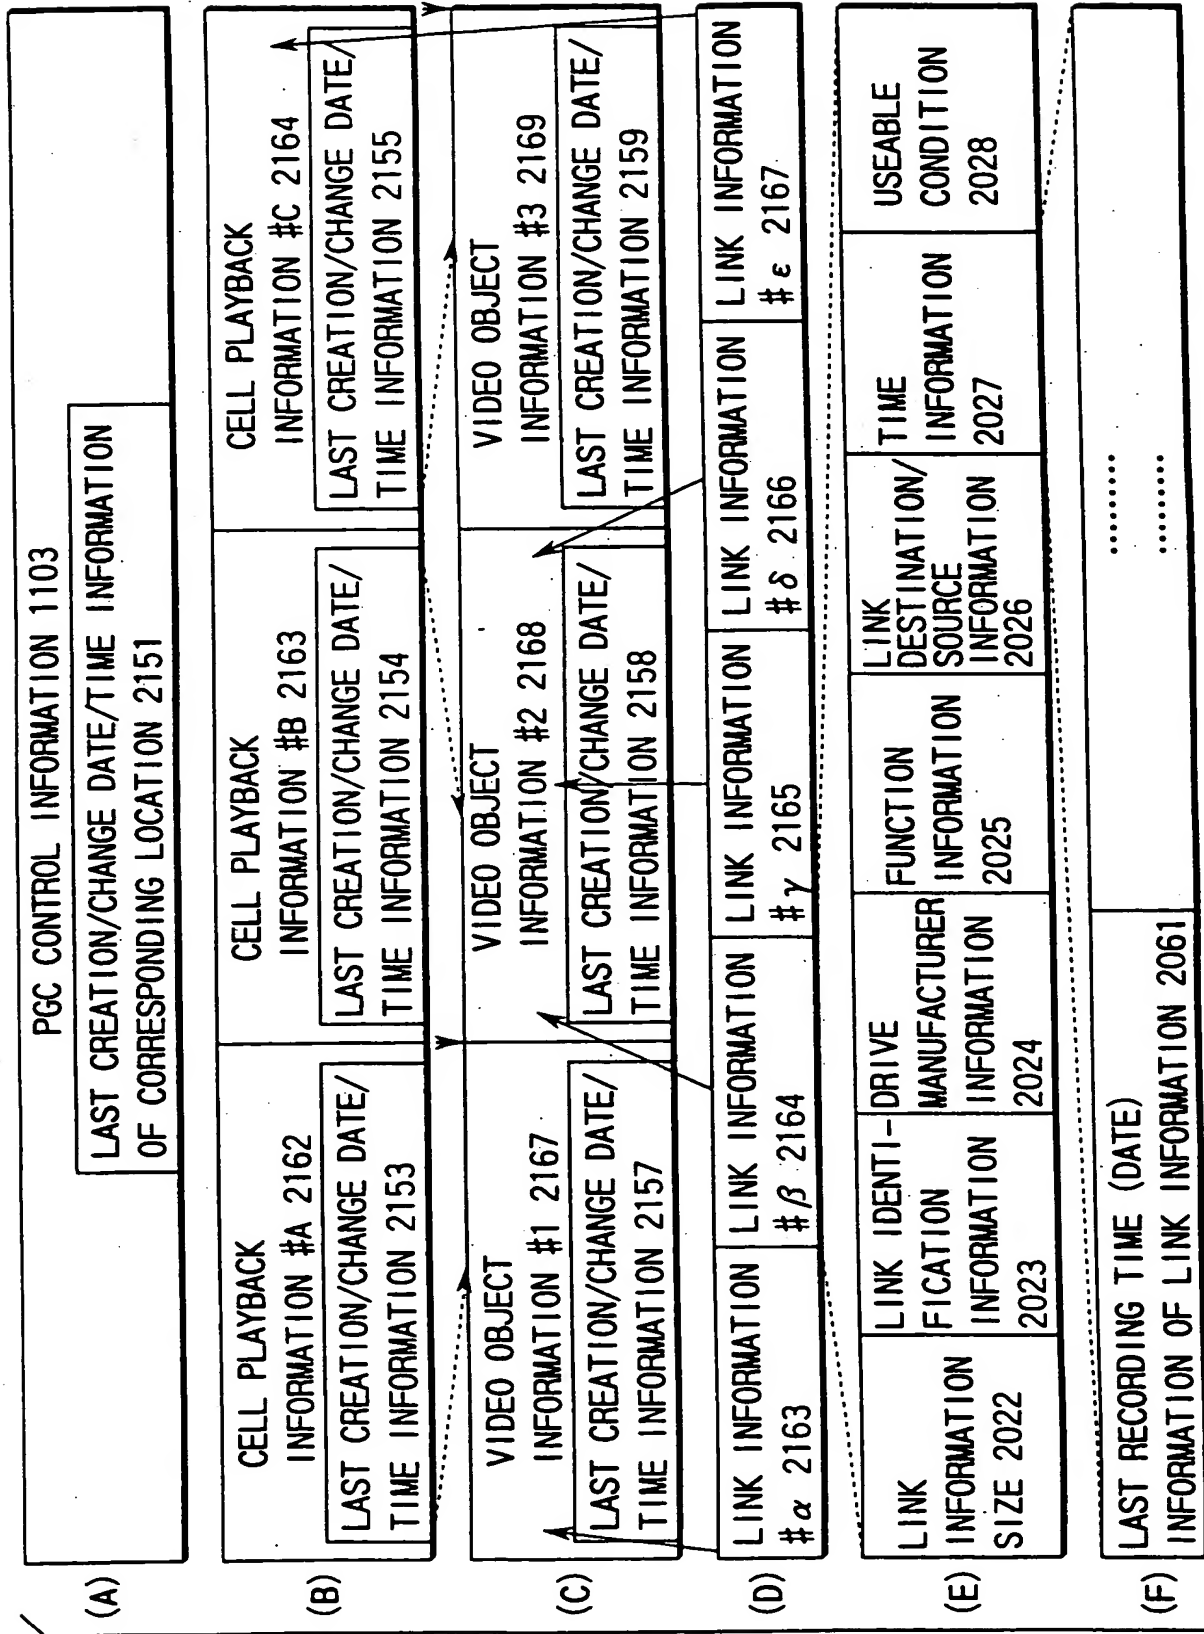 (A)
PGC CONTROL INFORMATION 1103
LAST CREATION/CHANGE DATE/TIME INFORMATION
OF CORRESPONDING LOCATION 2151
(B)
CELL PLAYBACK
INFORMATION #A 2162
LAST CREATION/CHANGE DATE/
TIME INFORMATION 2153
CELL PLAYBACK
INFORMATION #B 2163
LAST CREATION/CHANGE DATE/
TIME INFORMATION 2154
CELL PLAYBACK
INFORMATION #C 2164
LAST CREATION/CHANGE DATE/
TIME INFORMATION 2155
(C)
VIDEO OBJECT
INFORMATION #1 2167
LAST CREATION/CHANGE DATE/
TIME INFORMATION 2157
VIDEO OBJECT
INFORMATION #2 2168
LAST CREATION/CHANGE DATE/
TIME INFORMATION 2158
VIDEO OBJECT
INFORMATION #3 2169
LAST CREATION/CHANGE DATE/
TIME INFORMATION 2159
(D)
LINK INFORMATION
#α 2163
LINK INFORMATION
#β 2164
LINK INFORMATION
#γ 2165
LINK INFORMATION
#δ 2166
LINK INFORMATION
#ε 2167
(E)
LINK
INFORMATION
SIZE 2022
LINK IDENTI-
FICATION
INFORMATION
2023
DRIVE
MANUFACTURER
INFORMATION
2024
FUNCTION
INFORMATION
2025
LINK
DESTINATION/
SOURCE
INFORMATION
2026
TIME
INFORMATION
2027
USEABLE
CONDITION
2028
(F)
LAST RECORDING TIME (DATE)
INFORMATION OF LINK INFORMATION 2061
.........
.........